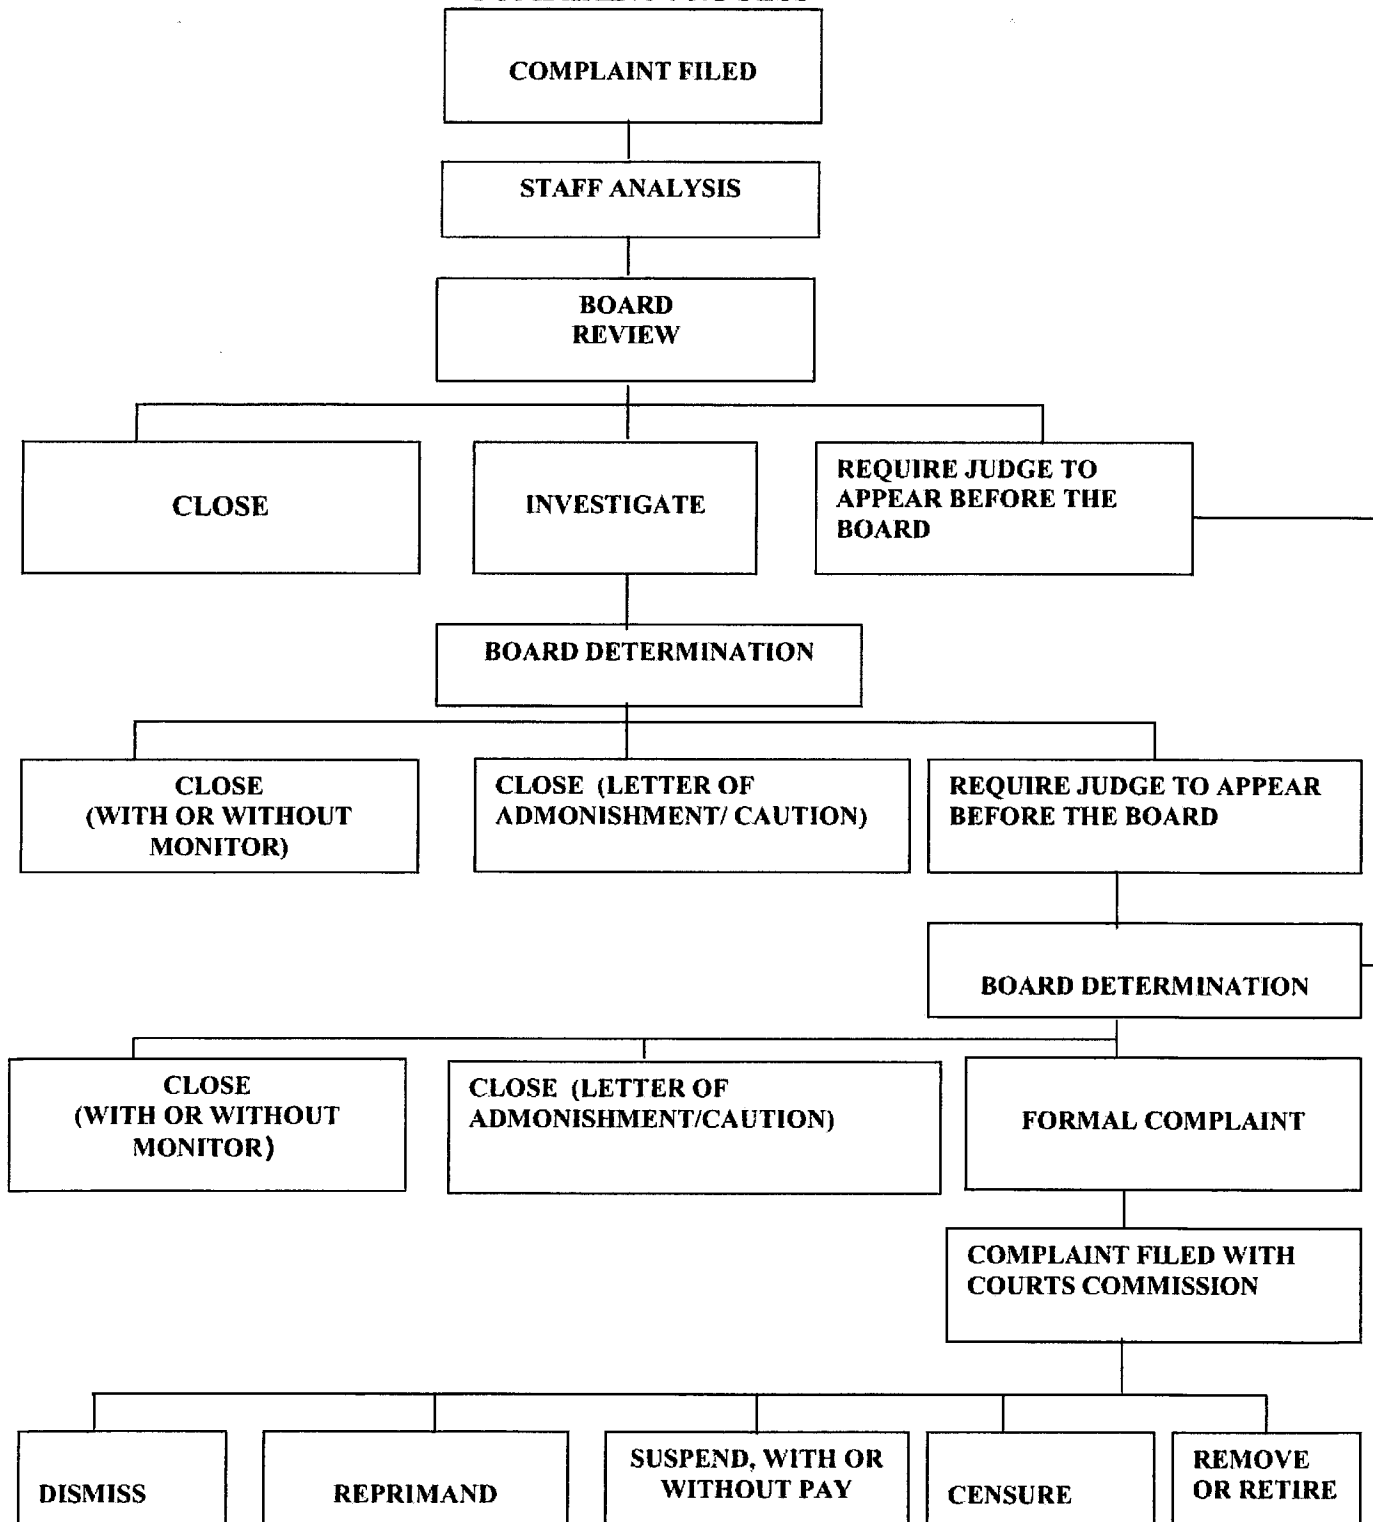 COMPLAINT FILED
STAFF ANALYSIS
BOARD
REVIEW
CLOSE
INVESTIGATE
REQUIRE JUDGE TO
APPEAR BEFORE THE
BOARD
BOARD DETERMINATION
CLOSE
(WITH OR WITHOUT
MONITOR)
CLOSE (LETTER OF
ADMONISHMENT/ CAUTION)
REQUIRE JUDGE TO APPEAR
BEFORE THE BOARD
BOARD DETERMINATION
CLOSE
(WITH OR WITHOUT
MONITOR)
CLOSE (LETTER OF
ADMONISHMENT/CAUTION)
FORMAL COMPLAINT
COMPLAINT FILED WITH
COURTS COMMISSION
DISMISS
REPRIMAND
SUSPEND, WITH OR
WITHOUT PAY
CENSURE
REMOVE
OR RETIRE